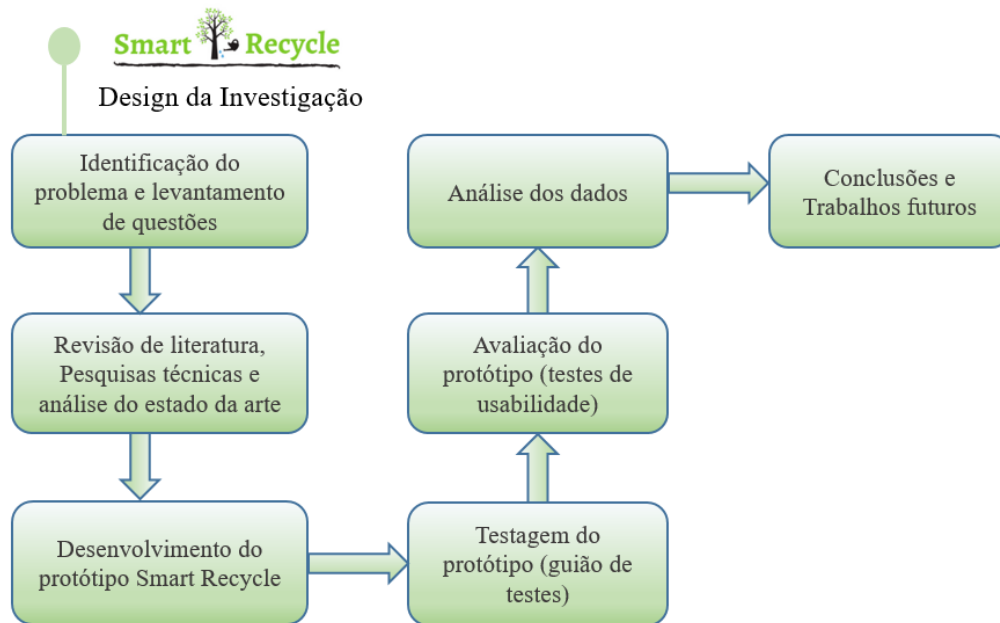 Smart Recycle
Design da Investigação
Identificação do
problema e levantamento
de questões
Revisão de literatura,
Pesquisas técnicas e
análise do estado da arte
Desenvolvimento do
protótipo Smart Recycle
Testagem do
protótipo (guião de
testes)
Avaliação do
protótipo (testes de
usabilidade)
Análise dos dados
Conclusões e
Trabalhos futuros